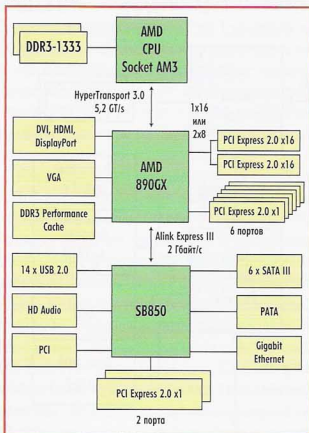 DDR3-1333
AMD
CPU
Socket AM3
HyperTransport 3.0
5,2 GT/s
1x16
или
2x8
DVI, HDMI,
DisplayPort
VGA
DDR3 Performance
Cache
AMD
890GX
PCI Express 2.0 x16
PCI Express 2.0 x16
PCI Express 2.0 x1
6 портов
Alink Express III
2 Гбайт/с
14 x USB 2.0
HD Audio
PCI
SB850
6 x SATA III
PATA
Gigabit
Ethernet
PCI Express 2.0 x1
2 порта